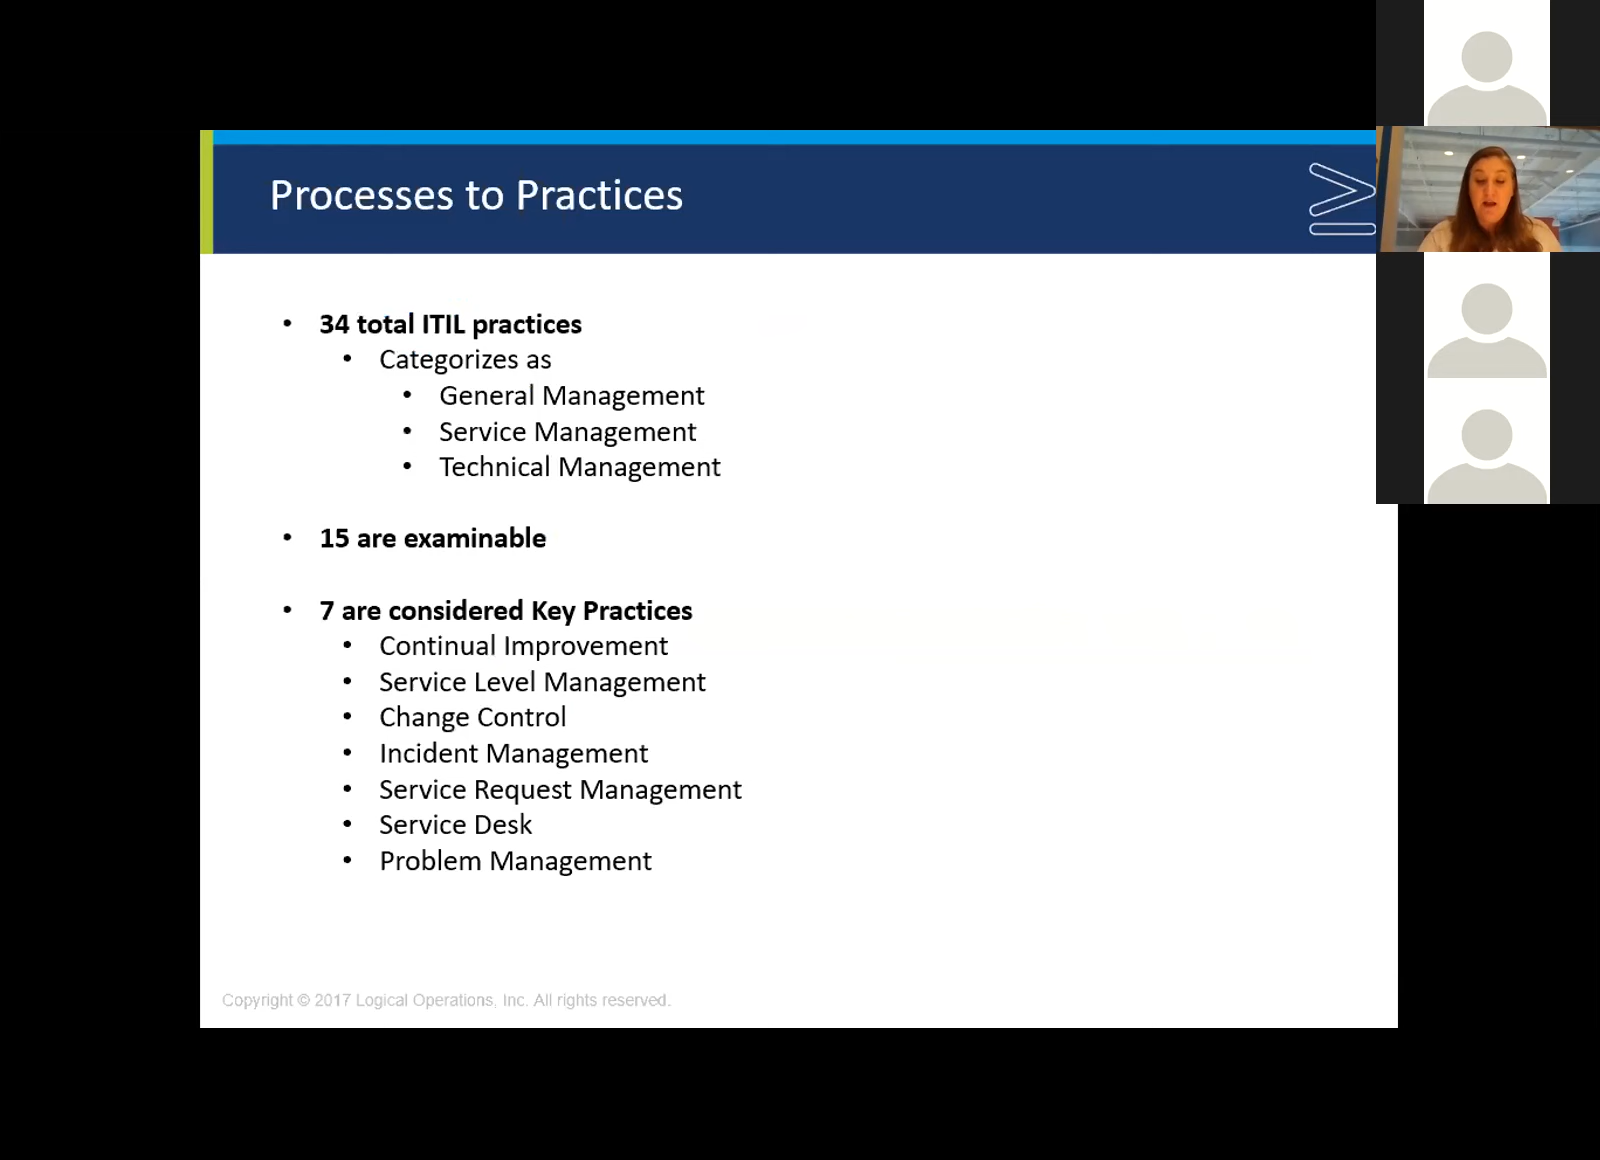 Processes to Practices
34 total ITIL practices
Categorizes as
General Management
Service Management
Technical Management
15 are examinable
7 are considered Key Practices
Continual Improvement
Service Level Management
Change Control
Incident Management
Service Request Management
Service Desk
Problem Management
Copyright © 2017 Logical Operations, Inc. All rights reserved.